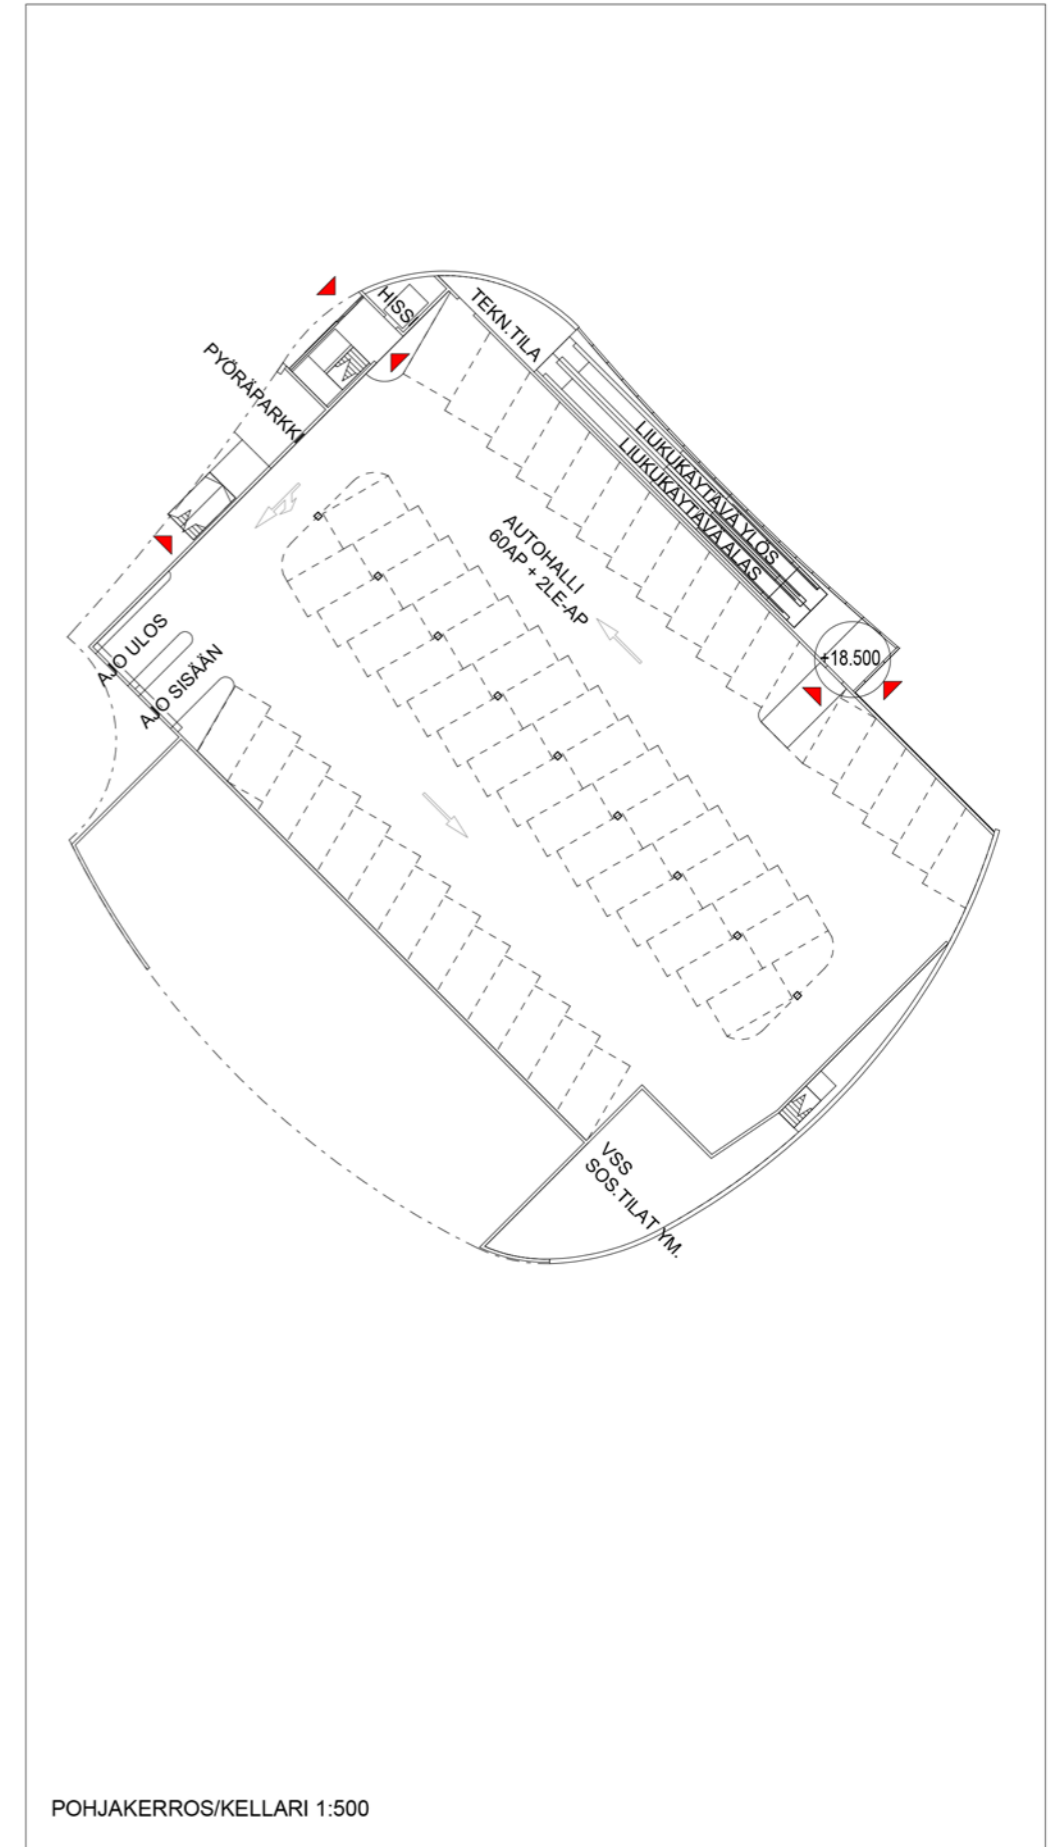 HISSI
TEKN.TILA
PYÖRÄPARKKI
LIUKUKÄYTÄVÄ YLÖS
LIUKUKÄYTÄVÄ ALAS
AUTOHALLI
60AP + 2LE-AP
AJO ULOS
AJO SISÄÄN
+18.500
VSS
SOS.TILAT YM.
POHJAKERROS/KELLARI 1:500